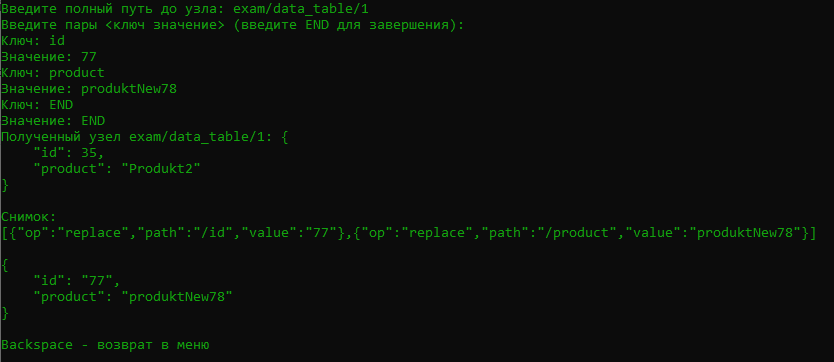 Введите полный путь до узла: exam/data_table/1
Введите пары <ключ значение> (введите END для завершения):
Ключ: id
Значение: 77
Ключ: product
Значение: produktNew78
Ключ: END
Значение: END
Полученный узел exam/data_table/1: {
    "id": 35,
    "product": "Produkt2"
}
Снимок:
[{"op":"replace","path":"/id","value":"77"},{"op":"replace","path":"/product","value":"produktNew78"}]
{
    "id": "77",
    "product": "produktNew78"
}
Backspace - возврат в меню